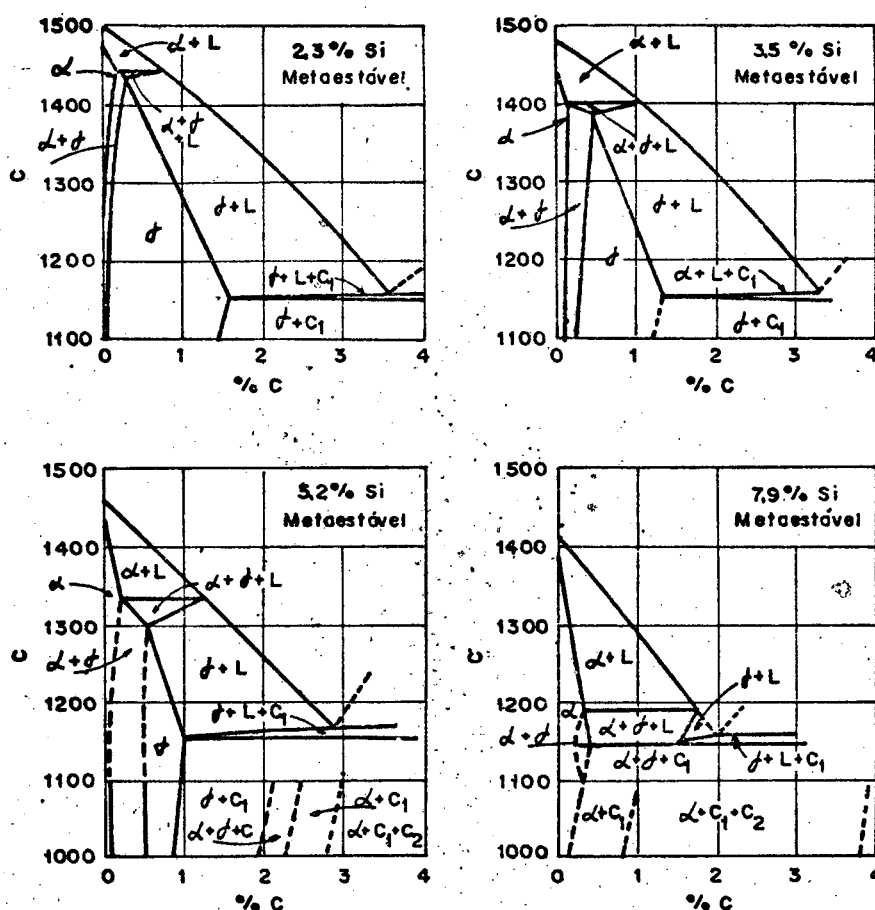 1500
1400
1300
1200
1100
C
0 1 2 3 4
% C
2,3% Si
Metaestável
α+L
α
α+γ
+L
α+γ
γ
γ+L
γ+L+C₁
γ+C₁
1500
1400
1300
1200
1100
C
0 1 2 3 4
% C
3,5% Si
Metaestável
α+L
α
α+γ+L
α+γ
γ
γ+L
α+L+C₁
γ+C₁
1500
1400
1300
1200
1100
1000
C
0 1 2 3 4
% C
5,2% Si
Metaestável
α+L
α
α+γ+L
α+γ
γ+L
γ+L+C₁
γ
γ+C₁
α+γ+C
α+C₁
α+C₁+C₂
1500
1400
1300
1200
1100
1000
C
0 1 2 3 4
% C
7,9% Si
Metaestável
α+L
γ+L
α
α+γ+L
α+γ
α+γ+C₁
γ+L+C₁
α+C₁
α+C₁+C₂